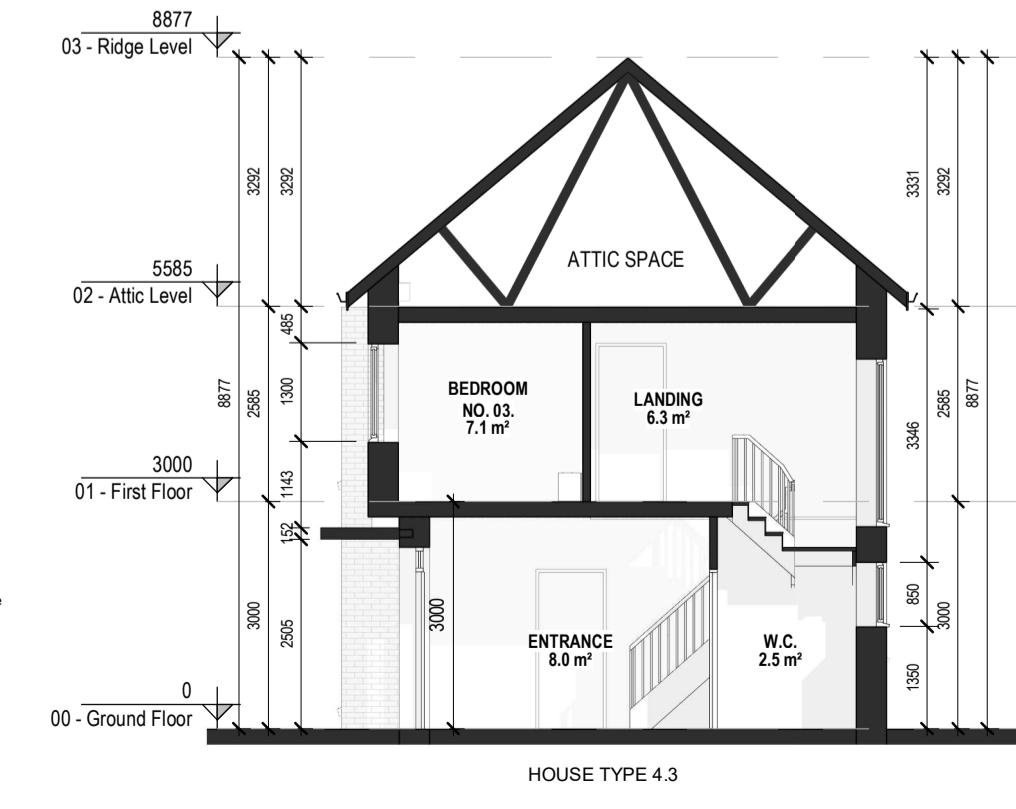 8877
03 - Ridge Level
3292
3292
3331
3292
ATTIC SPACE
5585
02 - Attic Level
485
8877
2585
1300
BEDROOM
NO. 03.
7.1 m²
LANDING
6.3 m²
3346
2585
8877
3000
01 - First Floor
1143
152
3000
2505
3000
ENTRANCE
8.0 m²
W.C.
2.5 m²
850
3000
1350
0
00 - Ground Floor
HOUSE TYPE 4.3